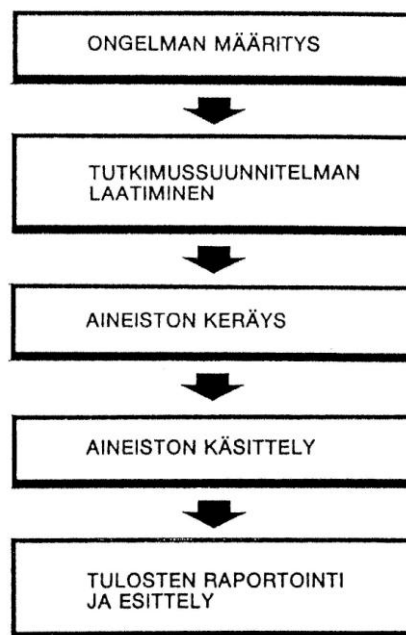 ONGELMAN MÄÄRITYS
TUTKIMUSSUUNNITELMAN
LAATIMINEN
AINEISTON KERÄYS
AINEISTON KÄSITTELY
TULOSTEN RAPORTOINTI
JA ESITTELY